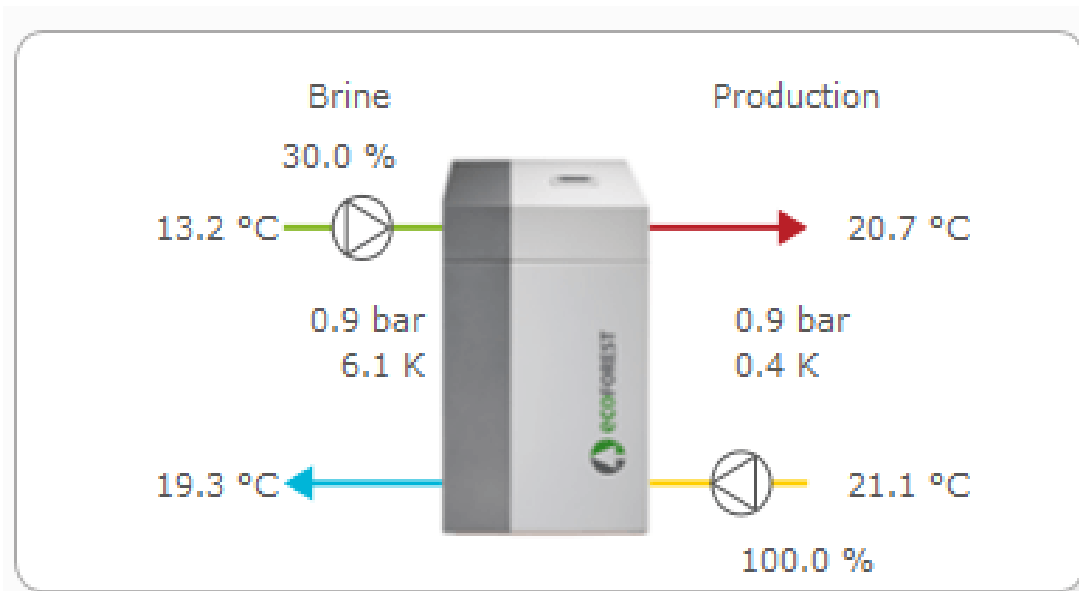 Brine
Production
30.0 %
13.2 °C
20.7 °C
0.9 bar
0.9 bar
6.1 K
0.4 K
ecoFOREST
19.3 °C
21.1 °C
100.0 %